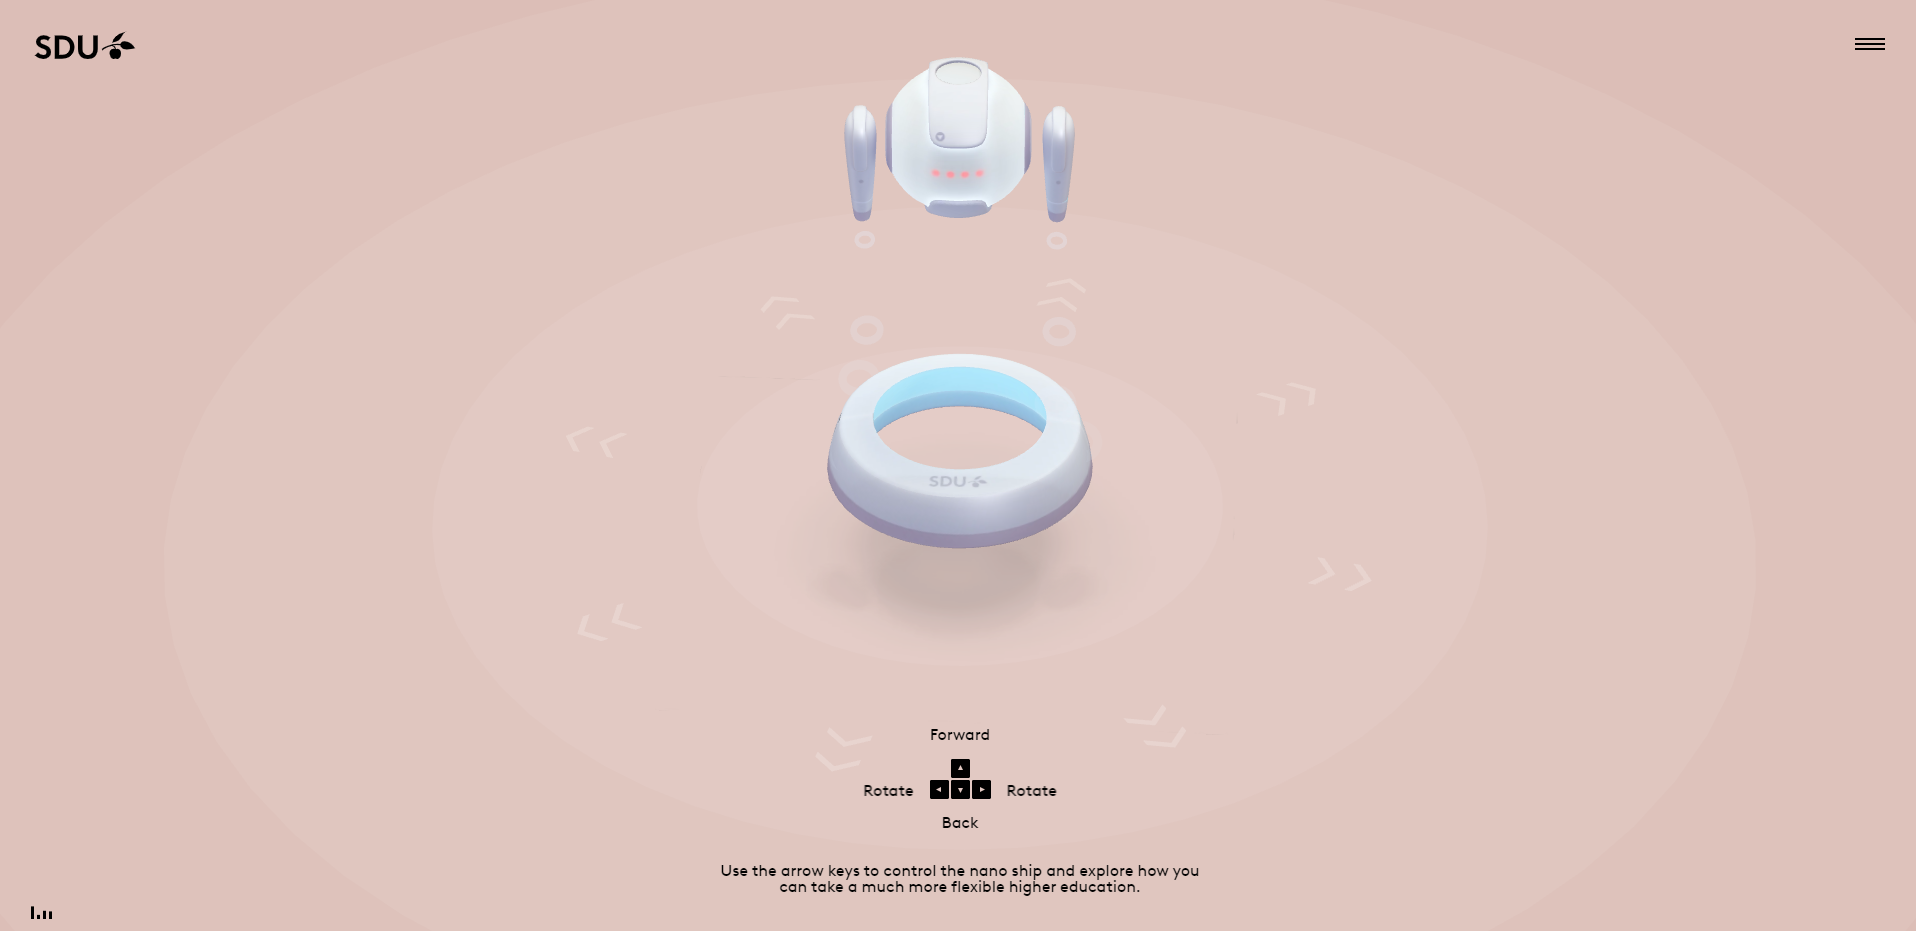 SDU
SDU
Forward
Rotate
Rotate
Back
Use the arrow keys to control the nano ship and explore how you
can take a much more flexible higher education.